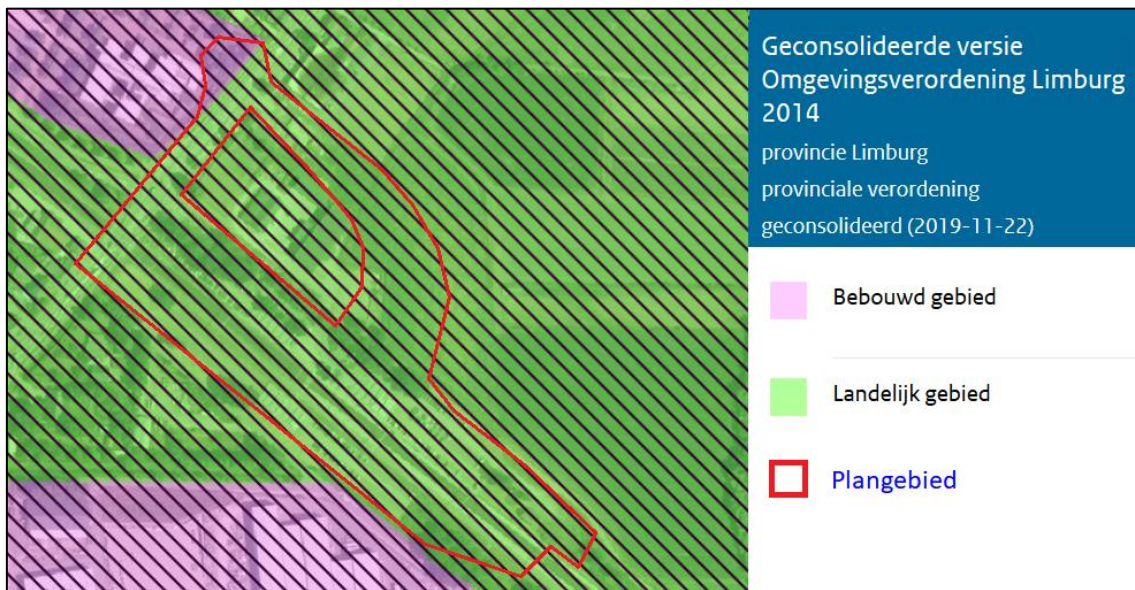 Geconsolideerde versie
Omgevingsverordening Limburg
2014
provincie Limburg
provinciale verordening
geconsolideerd (2019-11-22)
Bebouwd gebied
Landelijk gebied
Plangebied